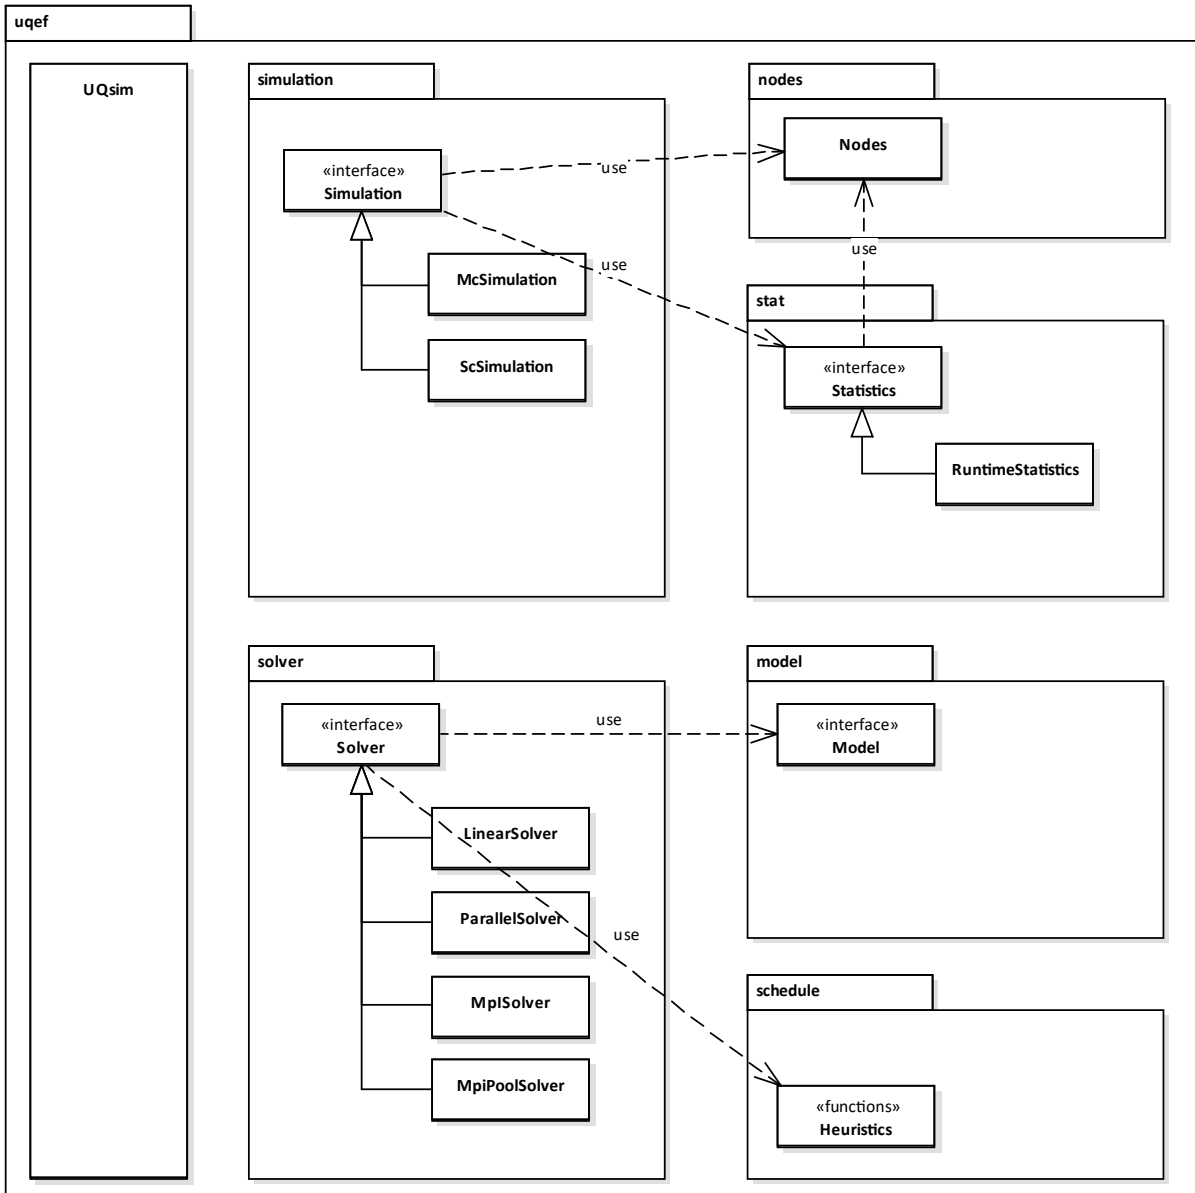 uqef
UQsim
simulation
«interface»
Simulation
McSimulation
ScSimulation
use
use
nodes
Nodes
use
stat
«interface»
Statistics
RuntimeStatistics
solver
«interface»
Solver
LinearSolver
ParallelSolver
MpISolver
MpiPoolSolver
use
use
model
«interface»
Model
schedule
«functions»
Heuristics